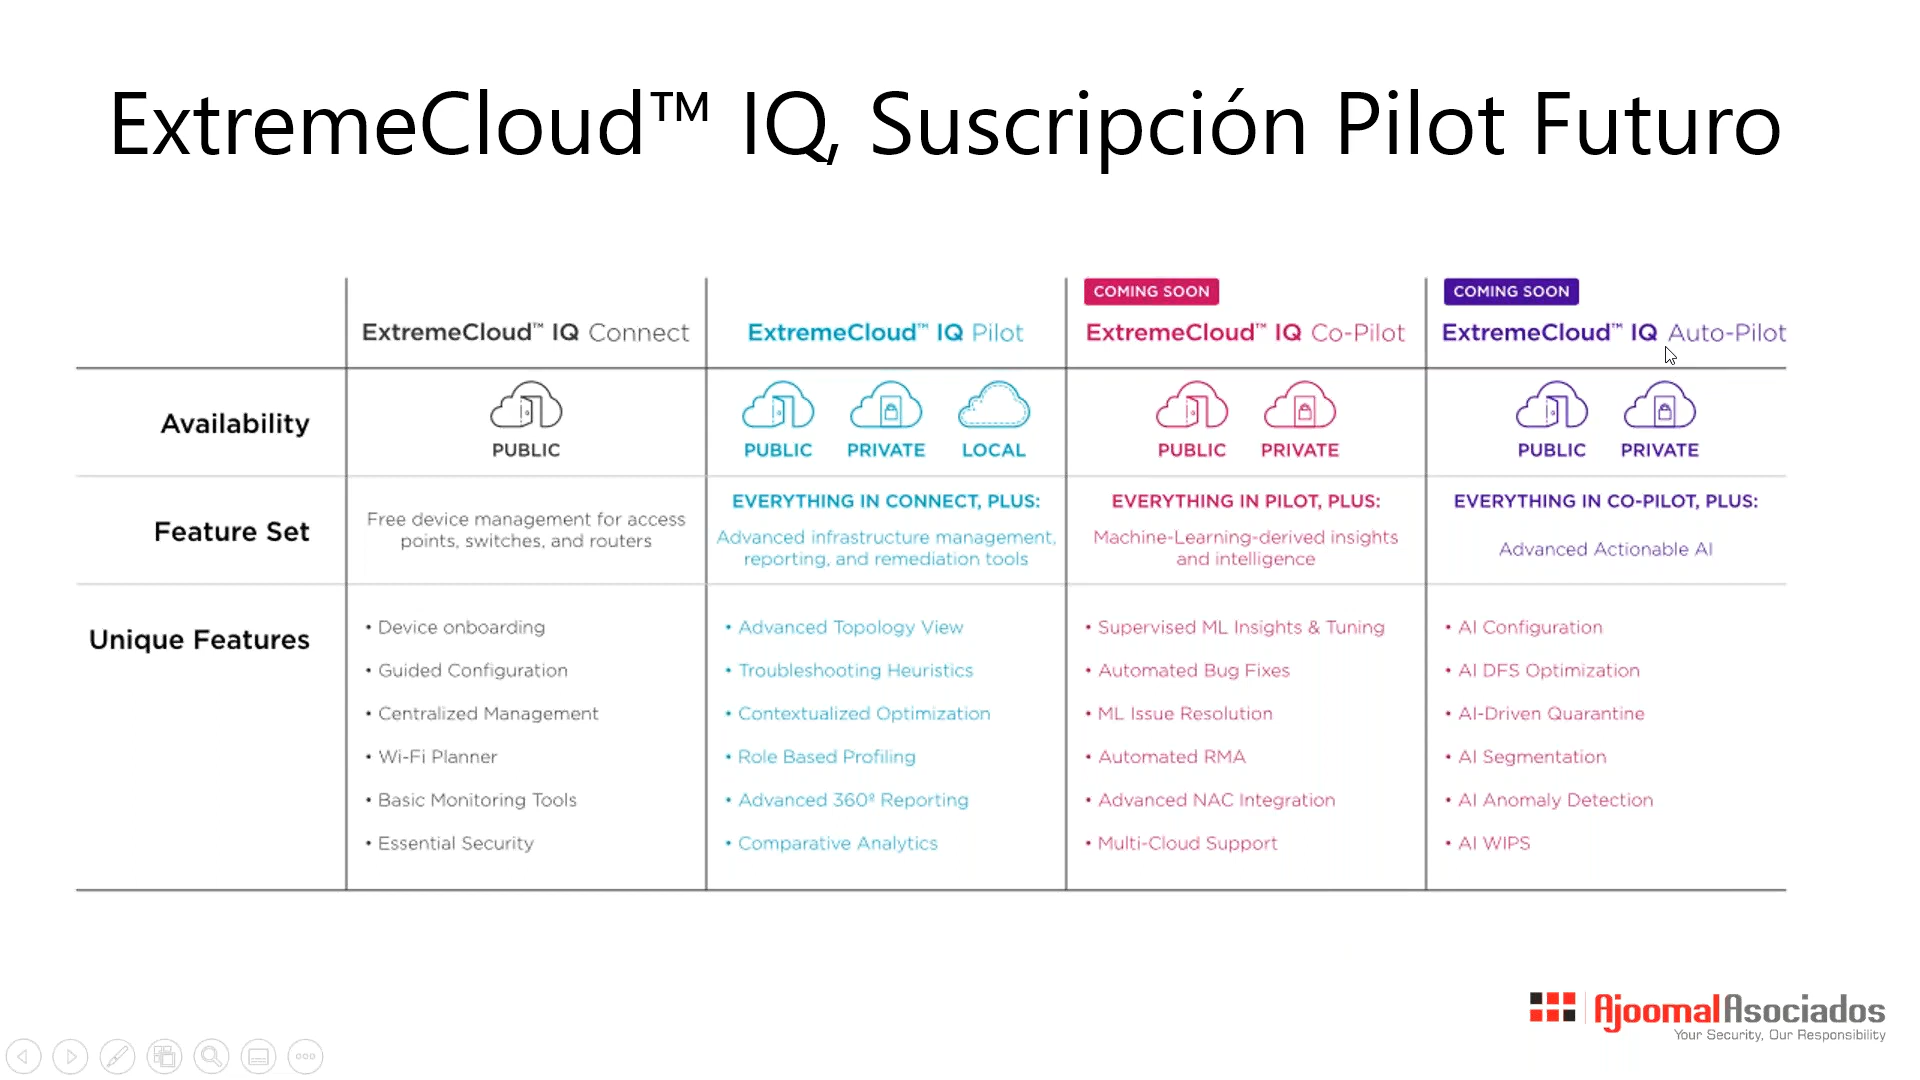 ExtremeCloud™ IQ, Suscripción Pilot Futuro
COMING SOON
COMING SOON
ExtremeCloud™ IQ Connect
ExtremeCloud™ IQ Pilot
ExtremeCloud™ IQ Co-Pilot
ExtremeCloud™ IQ Auto-Pilot
Availability
PUBLIC
PUBLIC
PRIVATE
LOCAL
PUBLIC
PRIVATE
PUBLIC
PRIVATE
Feature Set
Free device management for access
points, switches, and routers
EVERYTHING IN CONNECT, PLUS:
Advanced infrastructure management,
reporting, and remediation tools
EVERYTHING IN PILOT, PLUS:
Machine-Learning-derived insights
and intelligence
EVERYTHING IN CO-PILOT, PLUS:
Advanced Actionable AI
Unique Features
• Device onboarding
• Guided Configuration
• Centralized Management
• Wi-Fi Planner
• Basic Monitoring Tools
• Essential Security
• Advanced Topology View
• Troubleshooting Heuristics
• Contextualized Optimization
• Role Based Profiling
• Advanced 360º Reporting
• Comparative Analytics
• Supervised ML Insights & Tuning
• Automated Bug Fixes
• ML Issue Resolution
• Automated RMA
• Advanced NAC Integration
• Multi-Cloud Support
• AI Configuration
• AI DFS Optimization
• AI-Driven Quarantine
• AI Segmentation
• AI Anomaly Detection
• AI WIPS
AjoomalAsociados
Your Security, Our Responsibility